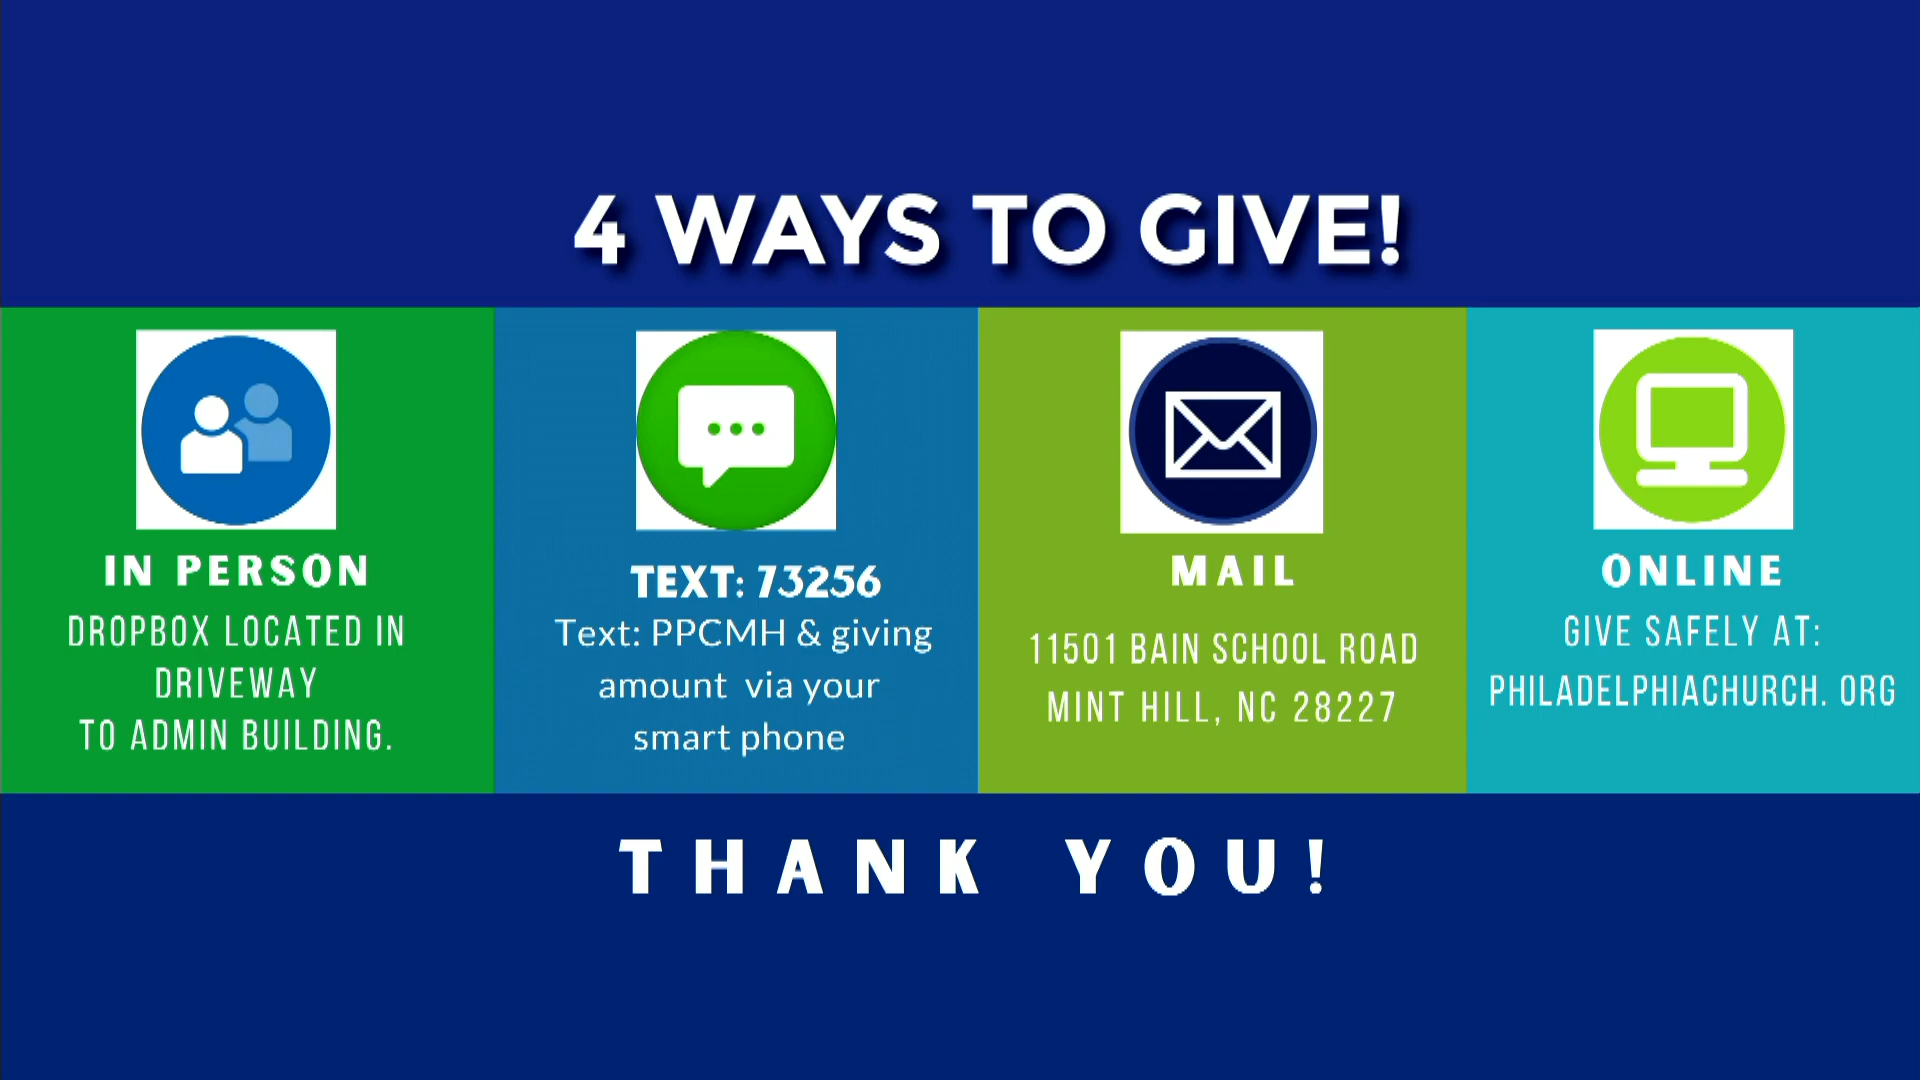 4 WAYS TO GIVE!
IN PERSON
DROPBOX LOCATED IN
DRIVEWAY
TO ADMIN BUILDING.
TEXT: 73256
Text: PPCMH & giving
amount via your
smart phone
MAIL
11501 BAIN SCHOOL ROAD
MINT HILL, NC 28227
ONLINE
GIVE SAFELY AT:
PHILADELPHIACHURCH. ORG
THANK YOU!